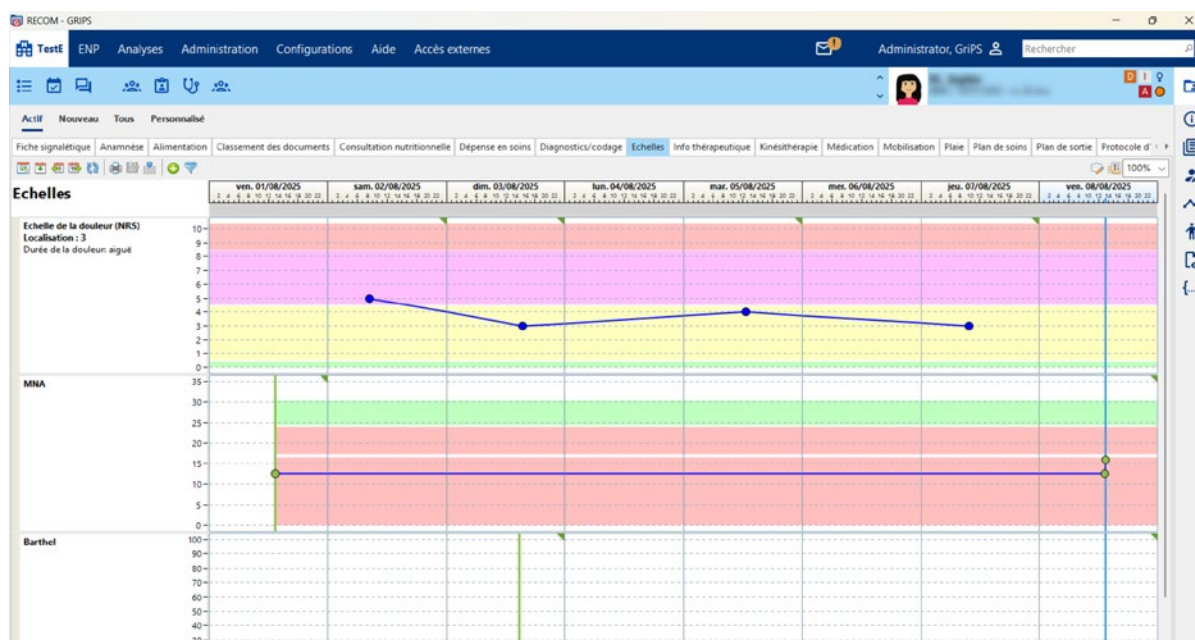 RECOM - GRIPS
TestE ENP Analyses Administration Configurations Aide Accès externes
Administrator, GriPS Rechercher
D I
A
Actif Nouveau Tous Personnalisé
Fiche signalétique Anamnèse Alimentation Classement des documents Consultation nutritionnelle Dépense en soins Diagnostics/codage Echelles Info thérapeutique Kinésithérapie Médication Mobilisation Plaie Plan de soins Plan de sortie Protocole d'
100%
Echelles
ven. 01/08/2025 sam. 02/08/2025 dim. 03/08/2025 lun. 04/08/2025 mar. 05/08/2025 mer. 06/08/2025 jeu. 07/08/2025 ven. 08/08/2025
Echelle de la douleur (NRS)
Localisation : 3
Durée de la douleur: aiguë
10
9
8
7
6
5
4
3
2
1
0
MNA
35
30
25
20
15
10
5
0
Barthel
100
90
80
70
60
50
40